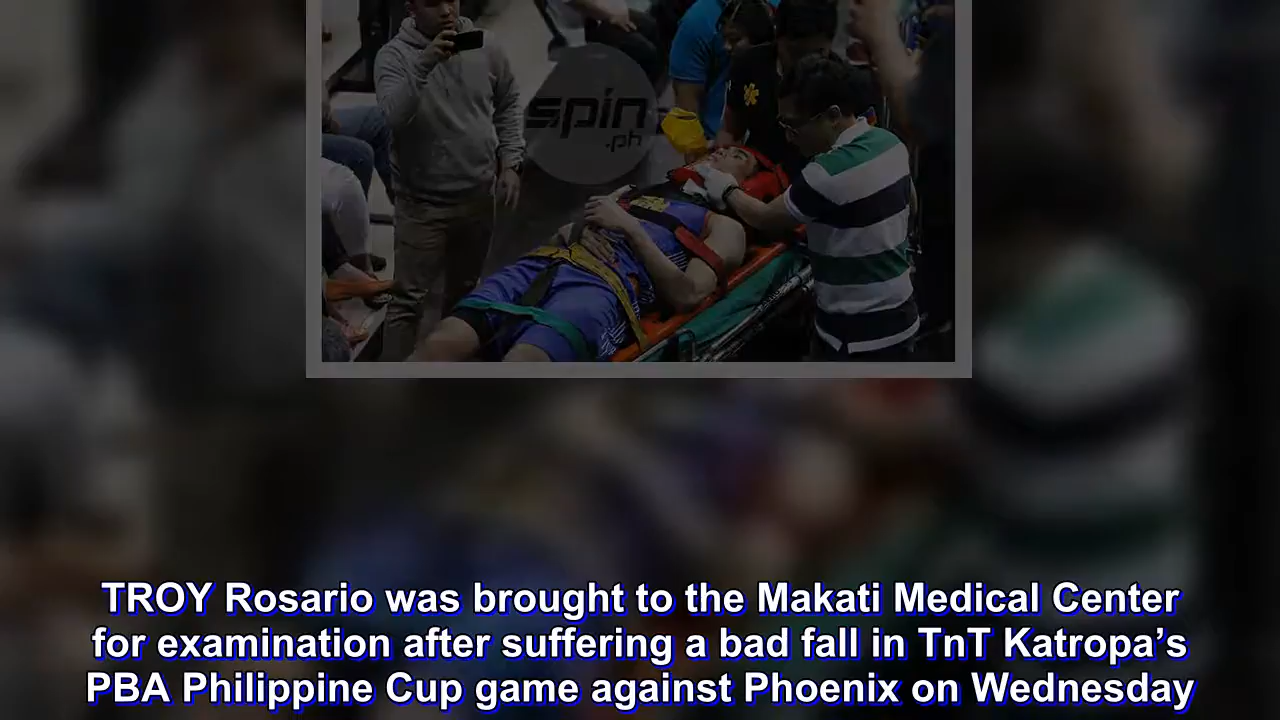 spin
.ph
TROY Rosario was brought to the Makati Medical Center
for examination after suffering a bad fall in TnT Katropa’s
PBA Philippine Cup game against Phoenix on Wednesday